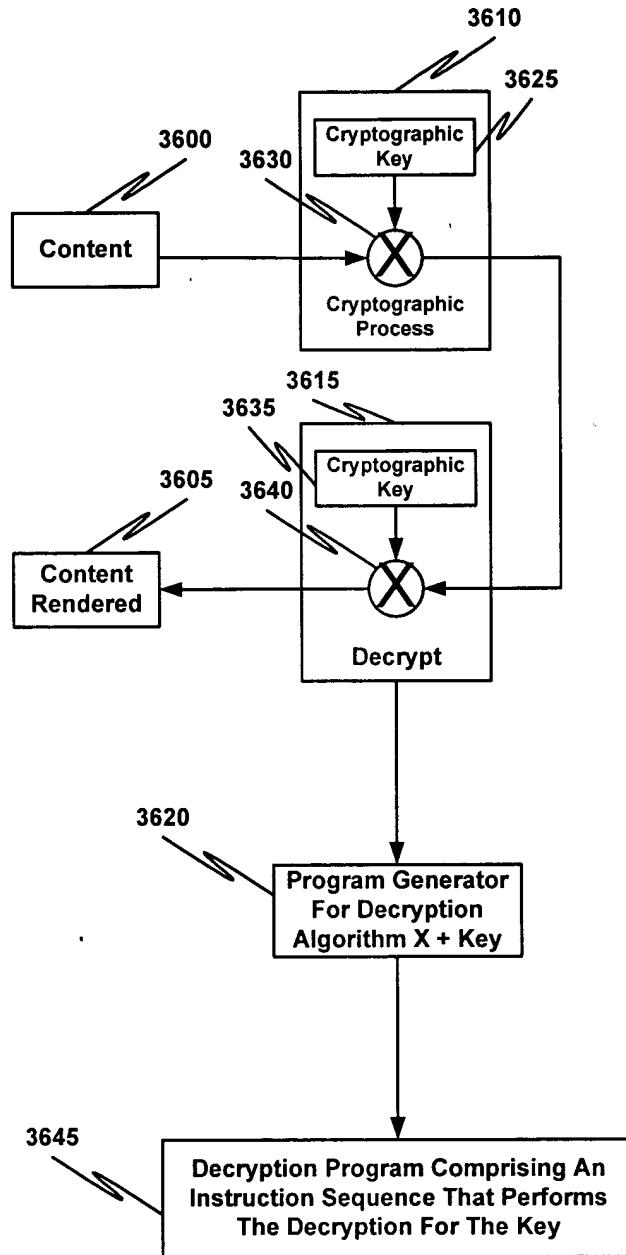 3610
3625
Cryptographic
Key
3600
3630
Content
X
Cryptographic
Process
3615
3635
Cryptographic
Key
3640
3605
Content
Rendered
X
Decrypt
3620
Program Generator
For Decryption
Algorithm X + Key
3645
Decryption Program Comprising An
Instruction Sequence That Performs
The Decryption For The Key